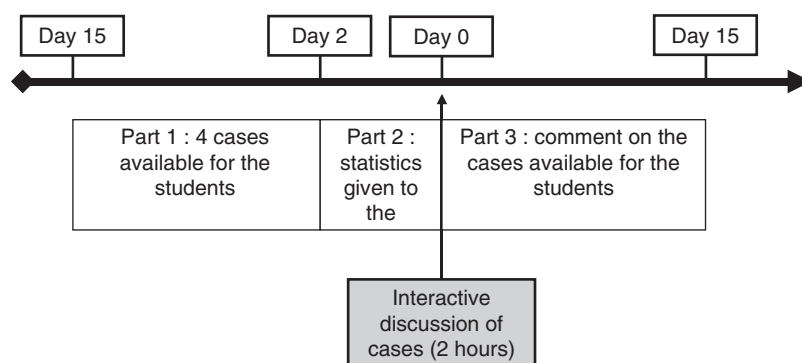 Day 15
Day 2
Day 0
Day 15
Part 1 : 4 cases
available for the
students
Part 2 :
statistics
given to
the
Part 3 : comment on the
cases available for the
students
Interactive
discussion of
cases (2 hours)